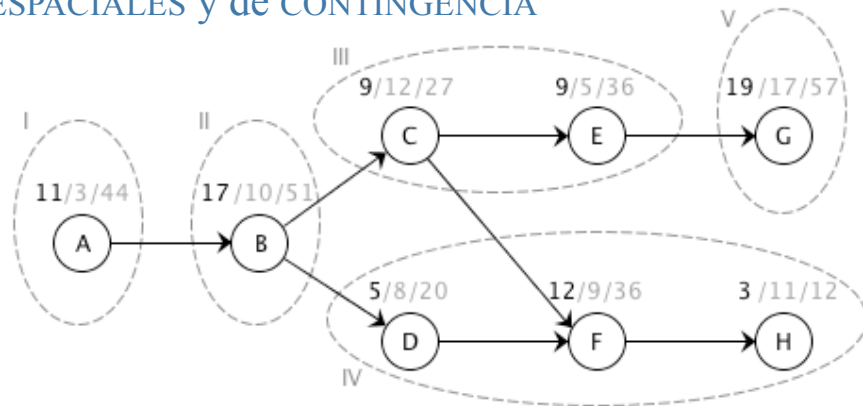 ESPACIALES y de CONTINGENCIA
V
III
9/12/27
9/5/36
19/17/57
I
II
C
E
G
11/3/44
17/10/51
A
B
5/8/20
12/9/36
3/11/12
D
F
H
IV